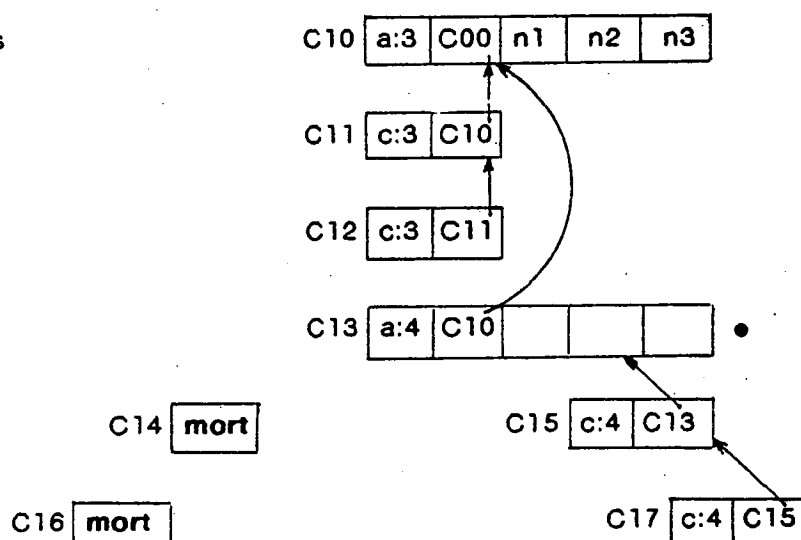 s
C10 a:3 C00 n1 n2 n3
C11 c:3 C10
C12 c:3 C11
C13 a:4 C10
C14 mort C15 c:4 C13
C16 mort C17 c:4 C15